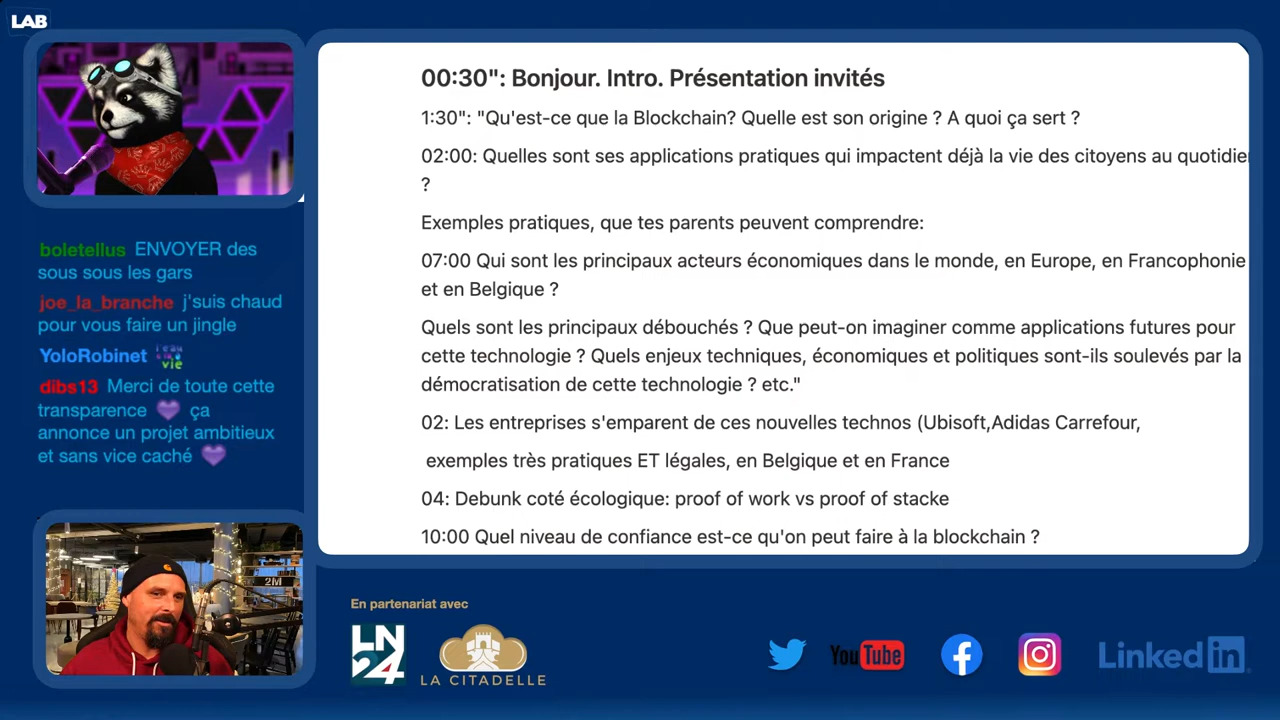 LAB
00:30": Bonjour. Intro. Présentation invités
1:30": "Qu'est-ce que la Blockchain? Quelle est son origine ? A quoi ça sert ?
02:00: Quelles sont ses applications pratiques qui impactent déjà la vie des citoyens au quotidien
?
Exemples pratiques, que tes parents peuvent comprendre:
07:00 Qui sont les principaux acteurs économiques dans le monde, en Europe, en Francophonie
et en Belgique ?
Quels sont les principaux débouchés ? Que peut-on imaginer comme applications futures pour
cette technologie ? Quels enjeux techniques, économiques et politiques sont-ils soulevés par la
démocratisation de cette technologie ? etc."
02: Les entreprises s'emparent de ces nouvelles technos (Ubisoft,Adidas Carrefour,
exemples très pratiques ET légales, en Belgique et en France
04: Debunk coté écologique: proof of work vs proof of stacke
10:00 Quel niveau de confiance est-ce qu'on peut faire à la blockchain ?
boletellus ENVOYER des
sous sous les gars
joe_la_branche j'suis chaud
pour vous faire un jingle
YoloRobinet
dibs13 Merci de toute cette
transparence 💜 ça
annonce un projet ambitieux
et sans vice caché 💜
2M
En partenariat avec
LN
24
LA CITADELLE
YouTube
LinkedIn